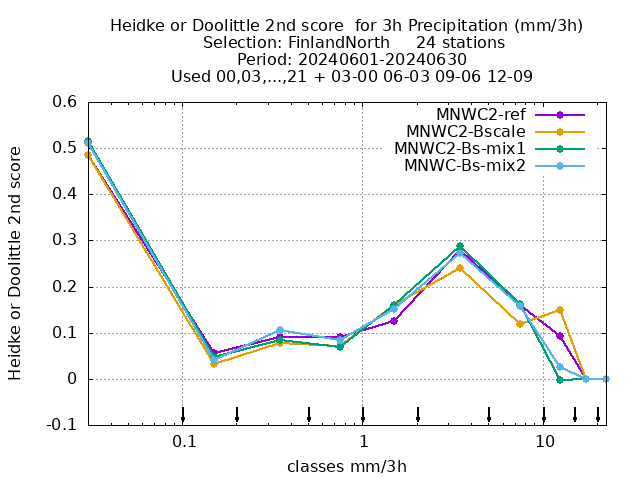 Heidke or Doolittle 2nd score  for 3h Precipitation (mm/3h)
Selection: FinlandNorth     24 stations
Period: 20240601-20240630
Used 00,03,...,21 + 03-00 06-03 09-06 12-09
MNWC2-ref
MNWC2-Bscale
MNWC2-Bs-mix1
MNWC-Bs-mix2
0.6
0.5
0.4
0.3
0.2
0.1
0
-0.1
Heidke or Doolittle 2nd score
0.1 1 10
classes mm/3h